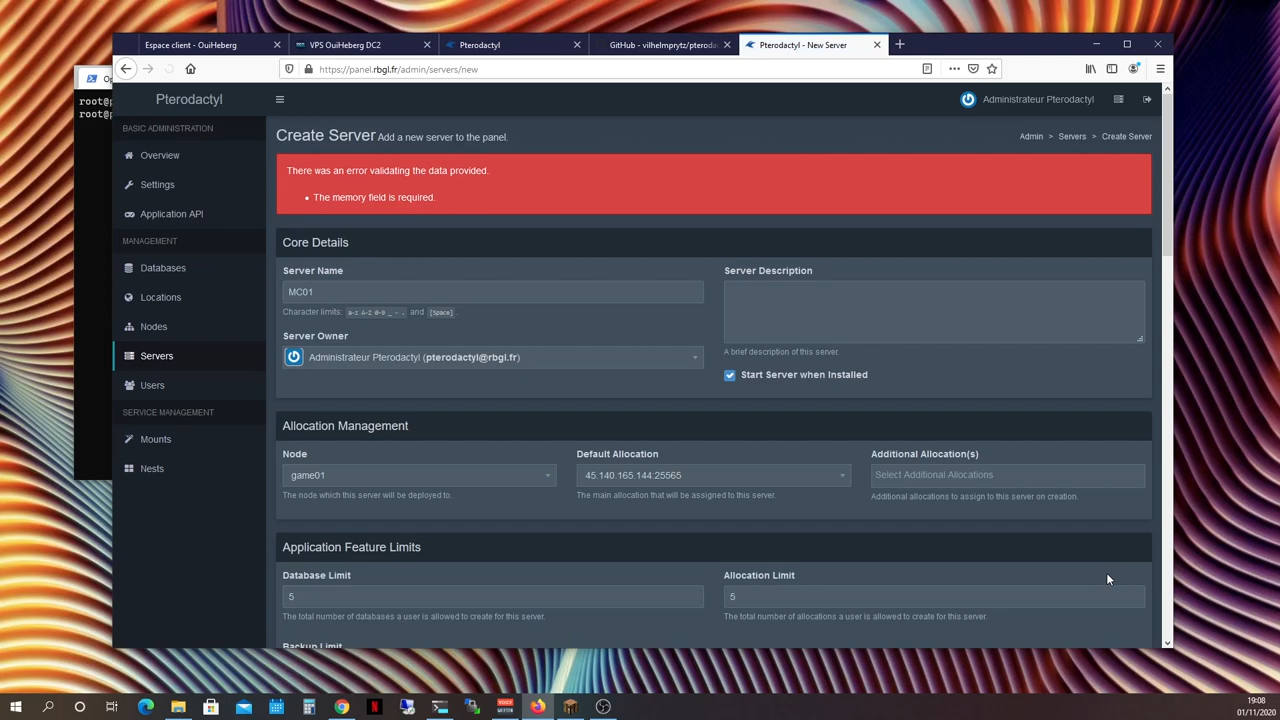 Espace client - OuiHeberg
VPS OuiHeberg DC2
Pterodactyl
GitHub - vilhelmprytz/pteroda
Pterodactyl - New Server
https://panel.rbgl.fr/admin/servers/new
root@p
root@p
Pterodactyl
Administrateur Pterodactyl
BASIC ADMINISTRATION
Overview
Settings
Application API
MANAGEMENT
Databases
Locations
Nodes
Servers
Users
SERVICE MANAGEMENT
Mounts
Nests
Create Server Add a new server to the panel.
Admin > Servers > Create Server
There was an error validating the data provided.
The memory field is required.
Core Details
Server Name
MC01
Character limits: a-z A-Z 0-9 _ - . and [Space].
Server Owner
Administrateur Pterodactyl (pterodactyl@rbgl.fr)
Server Description
A brief description of this server.
Start Server when Installed
Allocation Management
Node
game01
The node which this server will be deployed to.
Default Allocation
45.140.165.144:25565
The main allocation that will be assigned to this server.
Additional Allocation(s)
Select Additional Allocations
Additional allocations to assign to this server on creation.
Application Feature Limits
Database Limit
5
The total number of databases a user is allowed to create for this server.
Allocation Limit
5
The total number of allocations a user is allowed to create for this server.
Backup Limit
19:08
01/11/2020